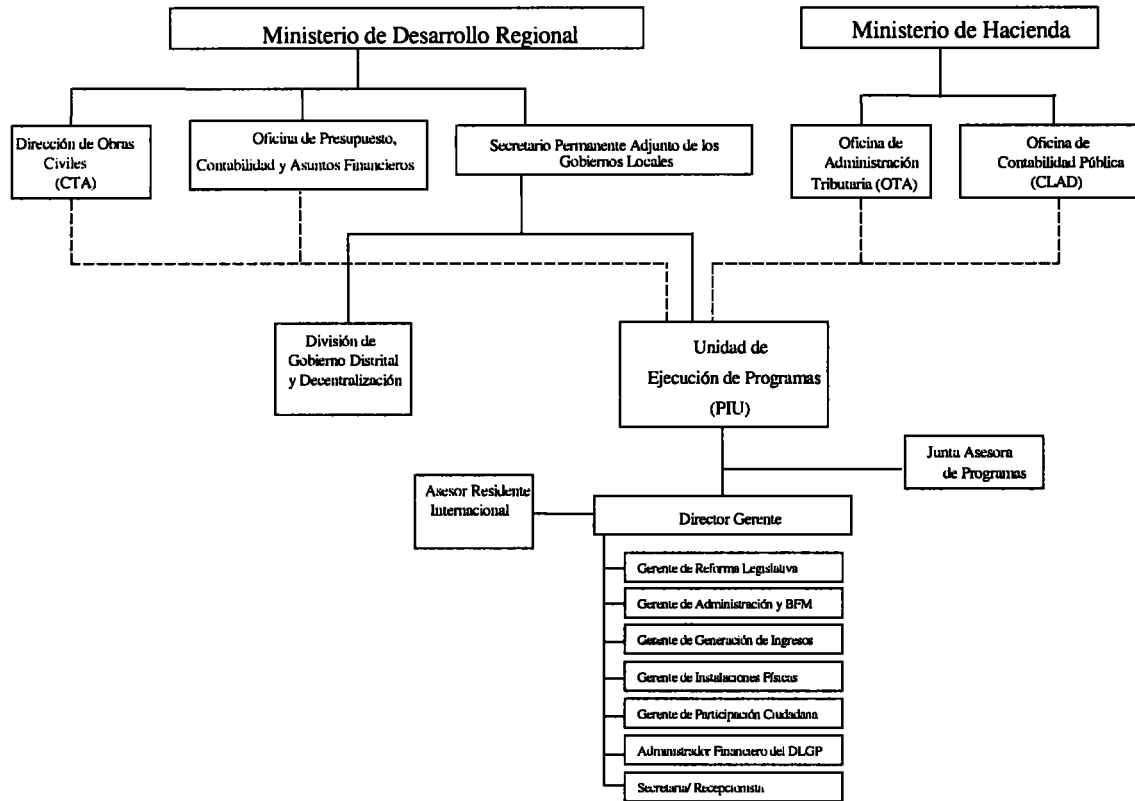 Ministerio de Desarrollo Regional
Ministerio de Hacienda
Dirección de Obras
Civiles
(CTA)
Oficina de Presupuesto,
Contabilidad y Asuntos Financieros
Secretario Permanente Adjunto de los
Gobiernos Locales
Oficina de
Administración
Tributaria (OTA)
Oficina de
Contabilidad Pública
(CLAD)
División de
Gobierno Distrital
y Decentralización
Unidad de
Ejecución de Programas
(PIU)
Junta Asesora
de Programas
Asesor Residente
Internacional
Director Gerente
Gerente de Reforma Legislativa
Gerente de Administración y BFM
Gerente de Generación de Ingresos
Gerente de Instalaciones Físicas
Gerente de Participación Ciudadana
Administrador Financiero del DLGP
Secretaria/ Recepcionista